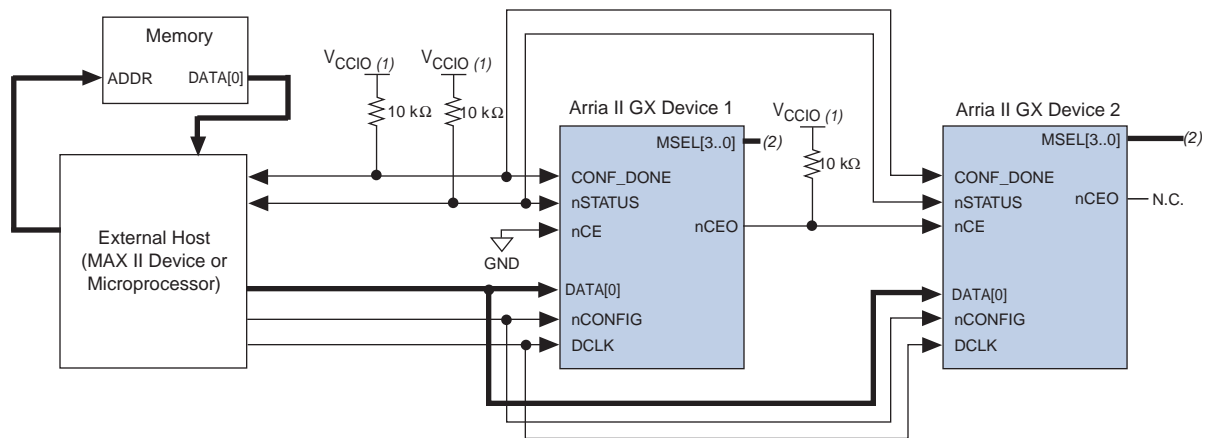 Memory
ADDR
DATA[0]
VCCIO (1)
10 kΩ
VCCIO (1)
10 kΩ
External Host
(MAX II Device or
Microprocessor)
GND
Arria II GX Device 1
MSEL[3..0]
(2)
CONF_DONE
nSTATUS
nCE
nCEO
DATA[0]
nCONFIG
DCLK
VCCIO (1)
10 kΩ
Arria II GX Device 2
MSEL[3..0]
(2)
CONF_DONE
nSTATUS
nCE
nCEO
N.C.
DATA[0]
nCONFIG
DCLK